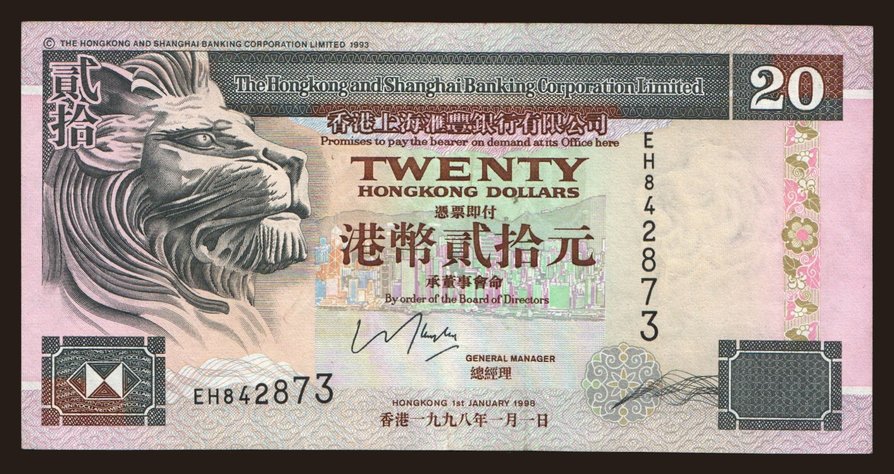 © THE HONGKONG AND SHANGHAI BANKING CORPORATION LIMITED 1993
貳拾
The Hongkong and Shanghai Banking Corporation Limited
20
香港上海滙豐銀行有限公司
Promises to pay the bearer on demand at its Office here
TWENTY
HONGKONG DOLLARS
憑票即付
港幣貳拾元
承董事會命
By order of the Board of Directors
EH842873
GENERAL MANAGER
總經理
EH842873
HONGKONG 1st JANUARY 1998
香港一九九八年一月一日